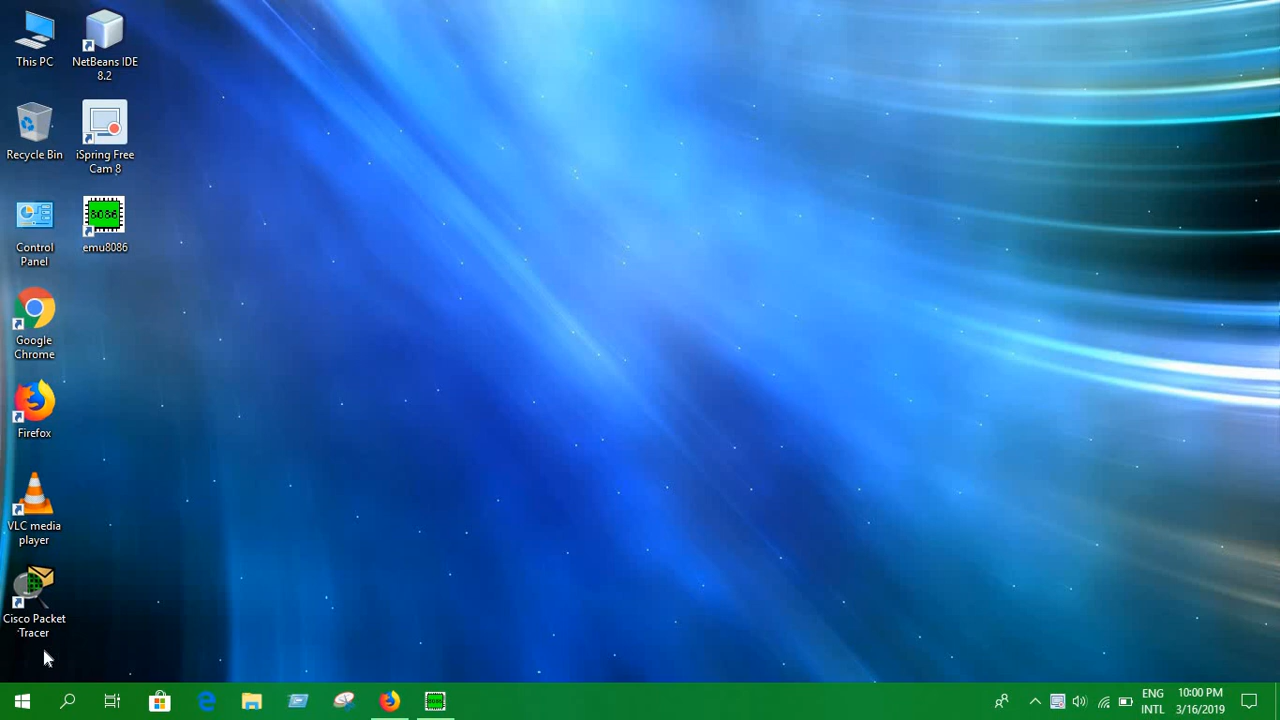 This PC
NetBeans IDE
8.2
Recycle Bin
iSpring Free
Cam 8
Control
Panel
8086
emu8086
Google
Chrome
Firefox
VLC media
player
Cisco Packet
Tracer
ENG
INTL
10:00 PM
3/16/2019